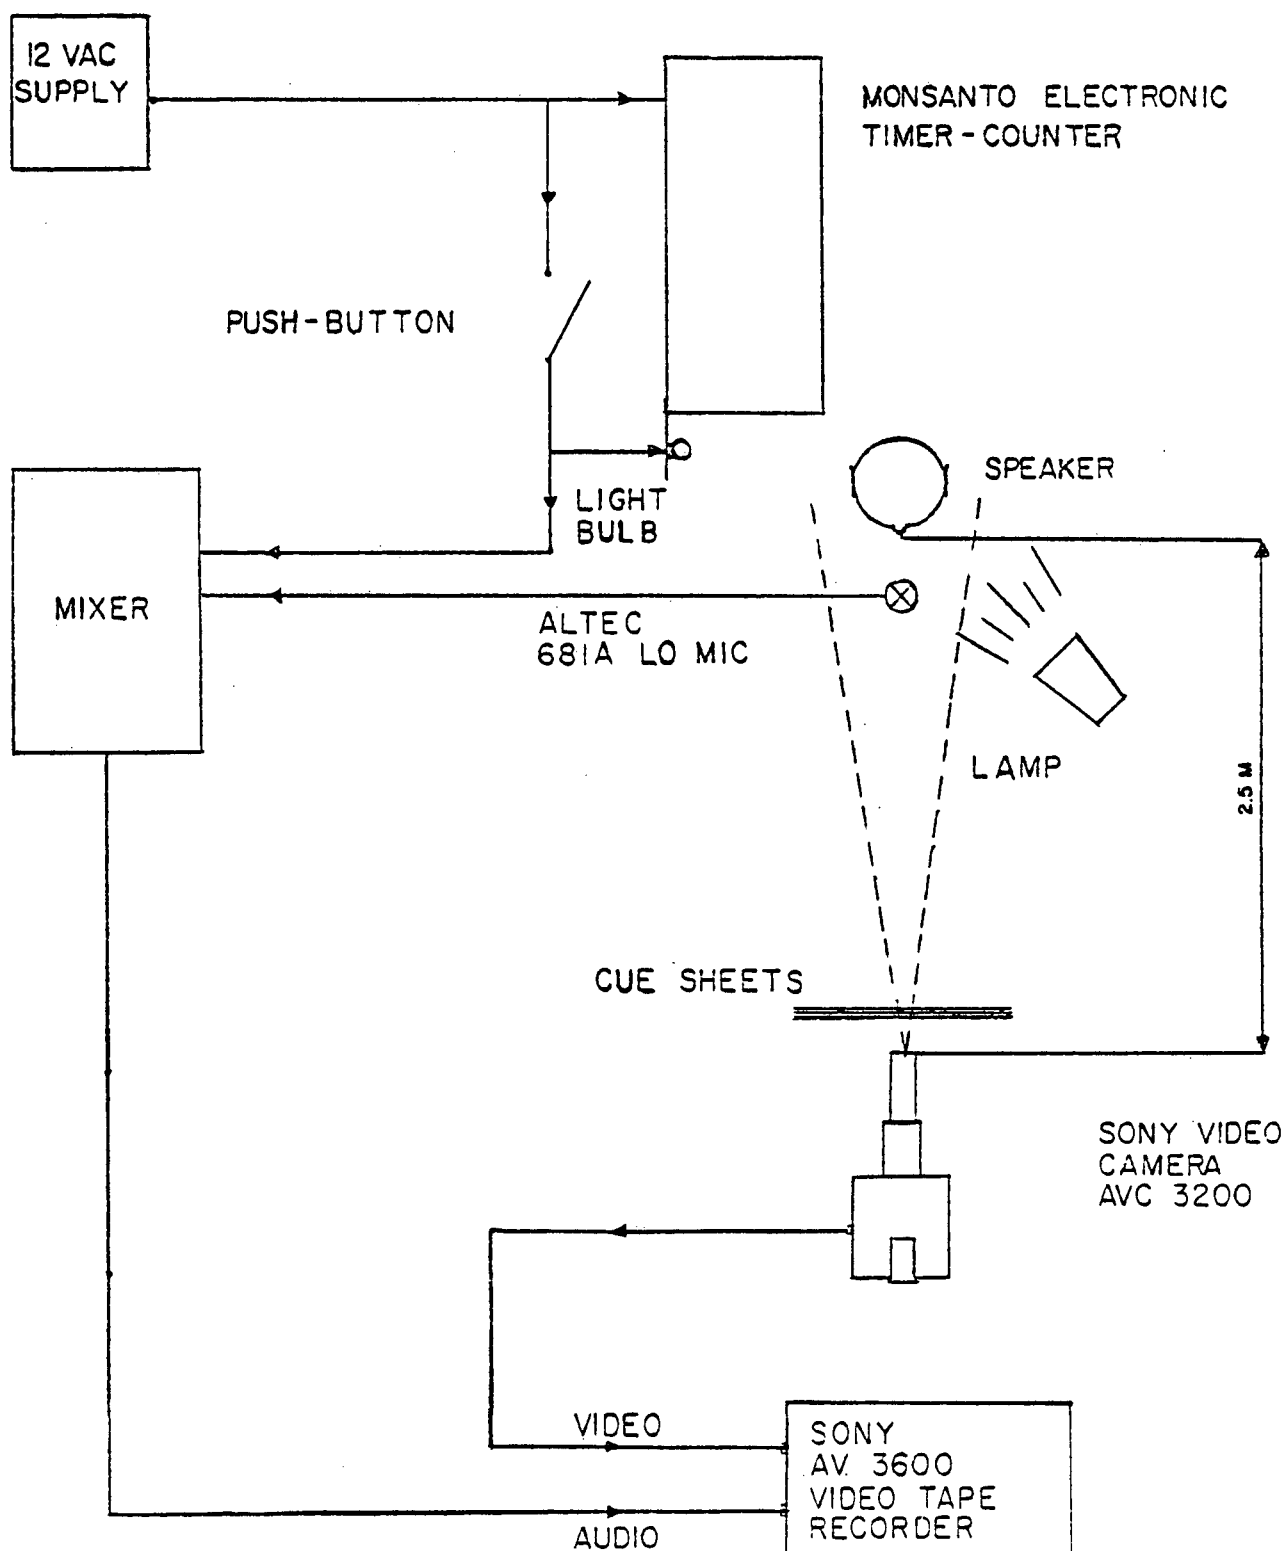 12 VAC
SUPPLY
MONSANTO ELECTRONIC
TIMER-COUNTER
PUSH-BUTTON
SPEAKER
LIGHT
BULB
MIXER
ALTEC
681A LO MIC
LAMP
2.5 M
CUE SHEETS
SONY VIDEO
CAMERA
AVC 3200
VIDEO
SONY
AV. 3600
VIDEO TAPE
RECORDER
AUDIO